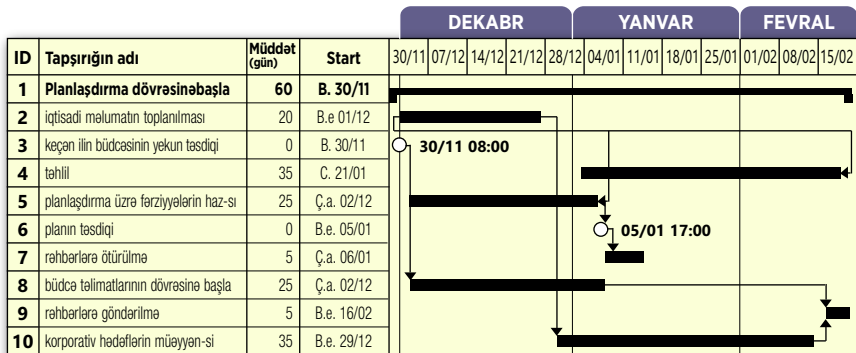 DEKABR YANVAR FEVRAL
ID Tapşırığın adı Müddət (gün) Start 30/11 07/12 14/12 21/12 28/12 04/01 11/01 18/01 25/01 01/02 08/02 15/02
1 Planlaşdırma dövrəsinəbaşla 60 B. 30/11
2 iqtisadi məlumatın toplanılması 20 B.e 01/12
3 keçən ilin büdcəsinin yekun təsdiqi 0 B. 30/11 30/11 08:00
4 təhlil 35 C. 21/01
5 planlaşdırma üzrə fərziyyələrin haz-sı 25 Ç.a. 02/12
6 planın təsdiqi 0 B.e. 05/01 05/01 17:00
7 rəhbərlərə ötürülmə 5 Ç.a. 06/01
8 büdcə təlimatlarının dövrəsinə başla 25 Ç.a. 02/12
9 rəhbərlərə göndərilmə 5 B.e. 16/02
10 korporativ hədəflərin müəyyən-si 35 B.e. 29/12